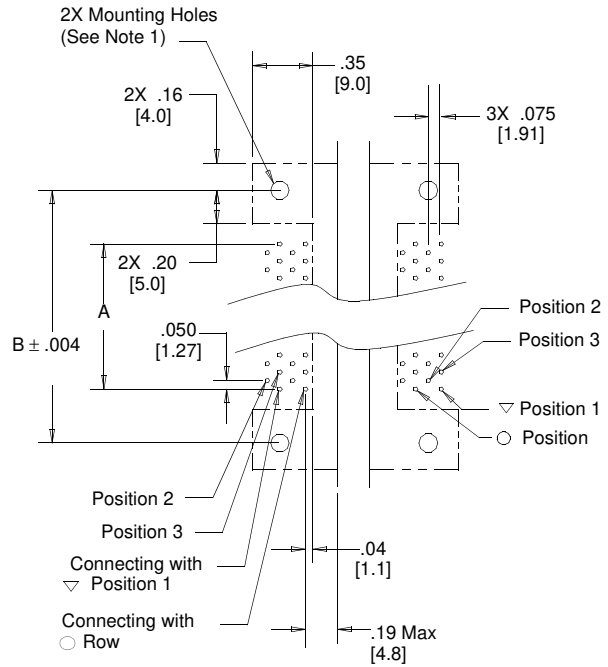 2X Mounting Holes
(See Note 1)
.35
[9.0]
2X .16
[4.0]
3X .075
[1.91]
2X .20
[5.0]
A
B ± .004
.050
[1.27]
Position 2
Position 3
▽ Position 1
○ Position
Position 2
Position 3
Connecting with
▽ Position 1
Connecting with
○ Row
.04
[1.1]
.19 Max
[4.8]